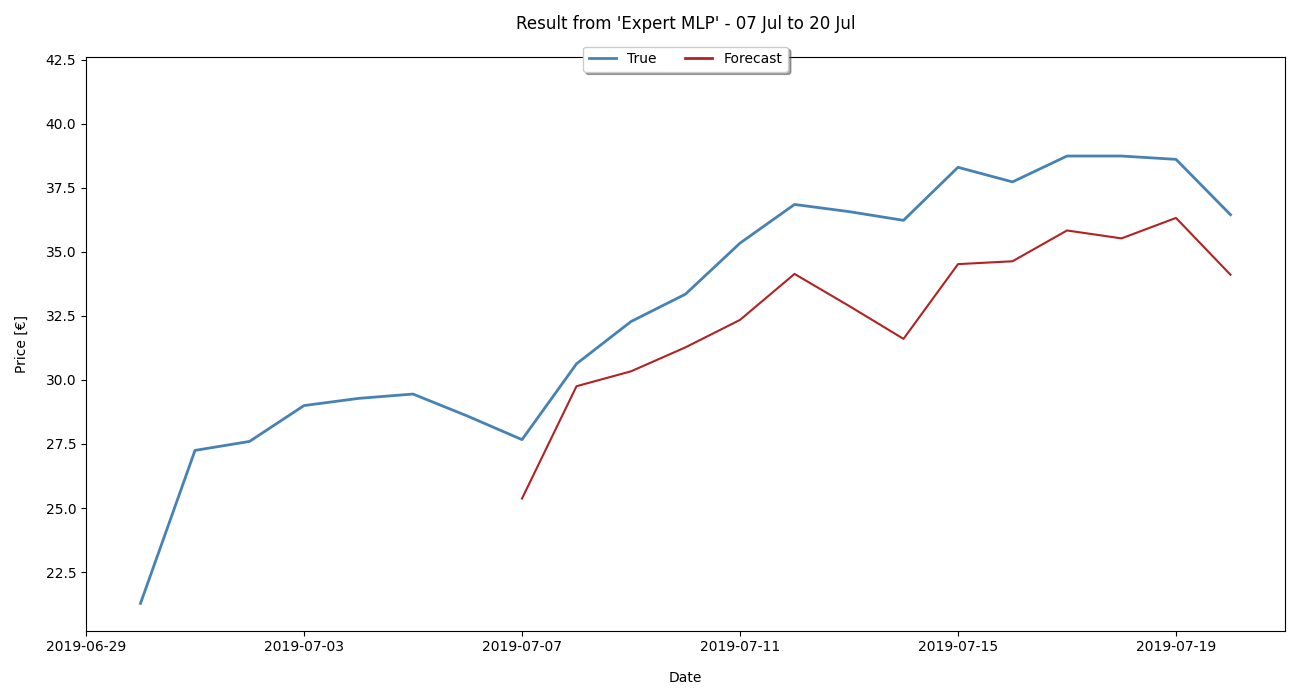 Result from 'Expert MLP' - 07 Jul to 20 Jul
True Forecast
42.5
40.0
37.5
35.0
32.5
30.0
27.5
25.0
22.5
Price [€]
2019-06-29 2019-07-03 2019-07-07 2019-07-11 2019-07-15 2019-07-19
Date